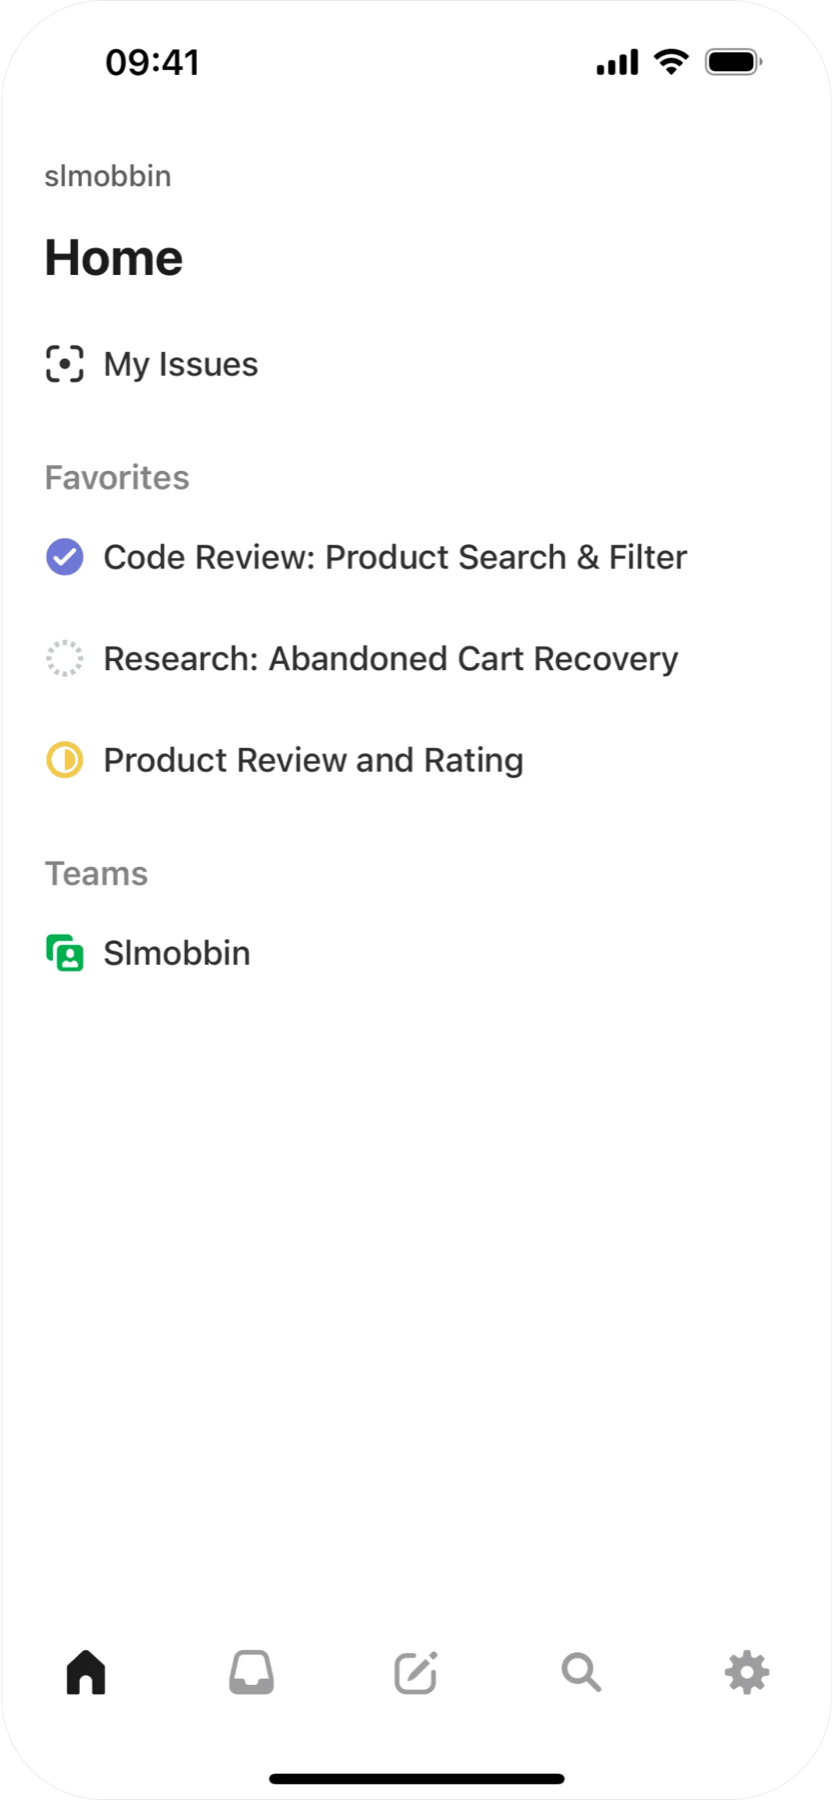 09:41
slmobbin
Home
My Issues
Favorites
Code Review: Product Search & Filter
Research: Abandoned Cart Recovery
Product Review and Rating
Teams
Slmobbin